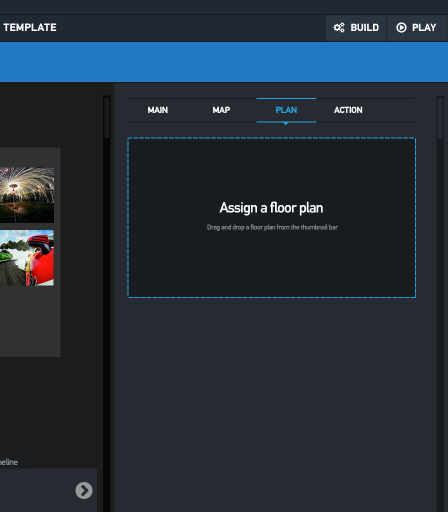 TEMPLATE
BUILD
PLAY
MAIN
MAP
PLAN
ACTION
Assign a floor plan
Drag and drop a floor plan from the thumbnail bar